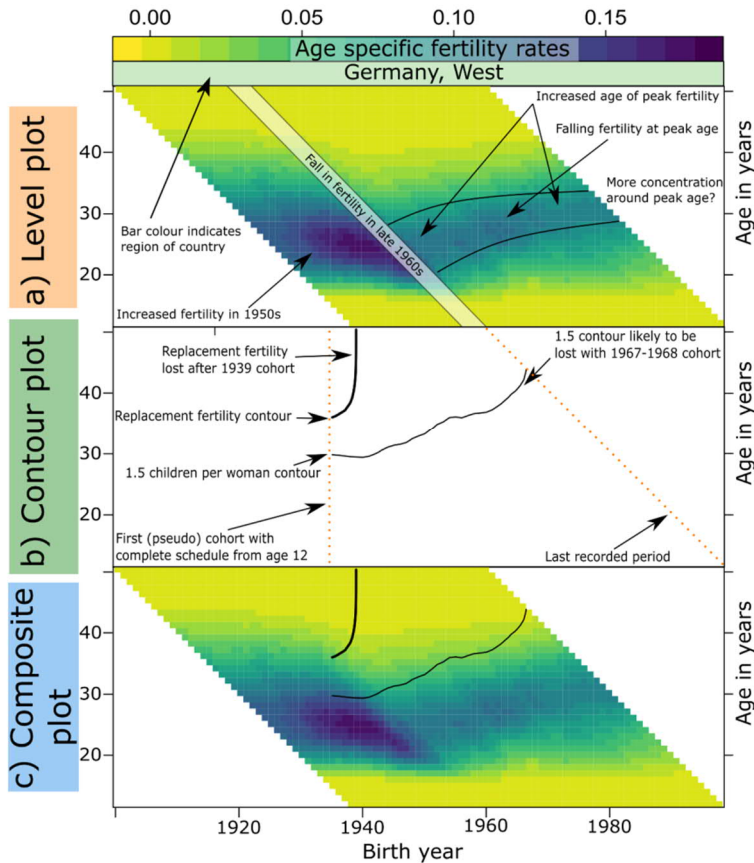 0.00 0.05 0.10 0.15
Age specific fertility rates
Germany, West
a) Level plot
Increased age of peak fertility
Falling fertility at peak age
More concentration
around peak age?
Fall in fertility in late 1960s
Bar colour indicates
region of country
Increased fertility in 1950s
40
30
20
Age in years
b) Contour plot
Replacement fertility
lost after 1939 cohort
1.5 contour likely to be
lost with 1967-1968 cohort
Replacement fertility contour
1.5 children per woman contour
First (pseudo) cohort with
complete schedule from age 12
Last recorded period
40
30
20
Age in years
c) Composite
plot
40
30
20
Age in years
1920 1940 1960 1980
Birth year